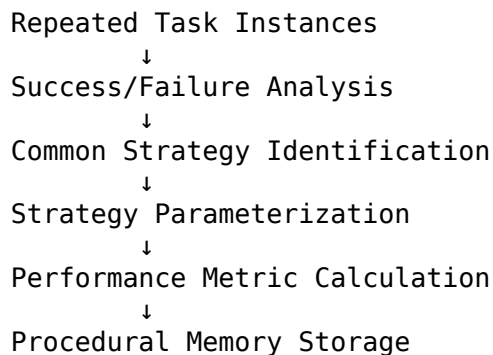 Repeated Task Instances
↓
Success/Failure Analysis
↓
Common Strategy Identification
↓
Strategy Parameterization
↓
Performance Metric Calculation
↓
Procedural Memory Storage